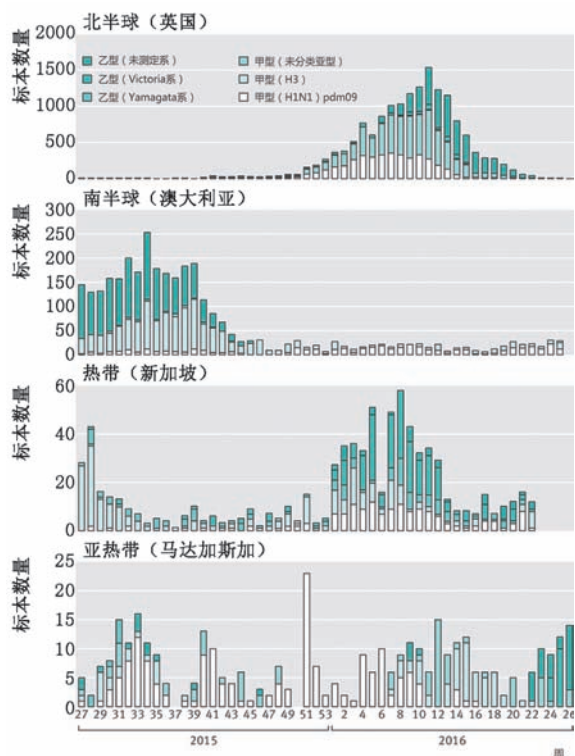 北半球（英国）
标本数量
2000
1500
1000
500
0
乙型（未测定系）
乙型（Victoria系）
乙型（Yamagata系）
甲型（未分类亚型）
甲型（H3）
甲型（H1N1）pdm09
南半球（澳大利亚）
标本数量
300
250
200
150
100
50
0
热带（新加坡）
标本数量
60
40
20
0
亚热带（马达加斯加）
标本数量
25
20
15
10
5
0
27 29 31 33 35 37 39 41 43 45 47 49 51 53 2 4 6 8 10 12 14 16 18 20 22 24 26
2015 2016
周